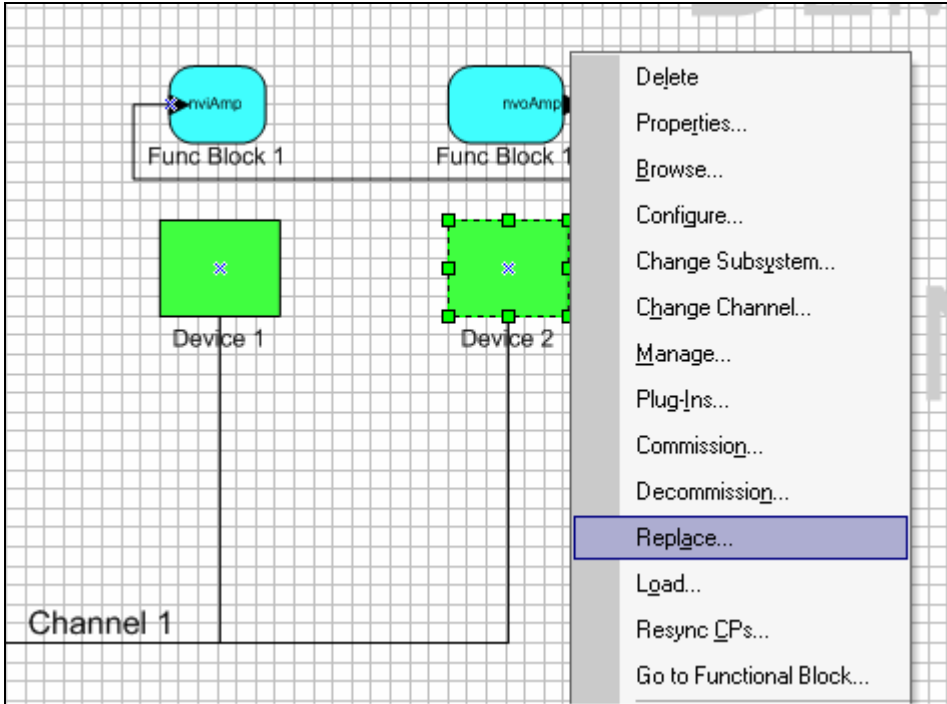 nviAmp
nvoAmp
Func Block 1
Func Block 1
Device 1
Device 2
Channel 1
Delete
Properties...
Browse...
Configure...
Change Subsystem...
Change Channel...
Manage...
Plug-Ins...
Commission...
Decommission...
Replace...
Load...
Resync CPs...
Go to Functional Block...